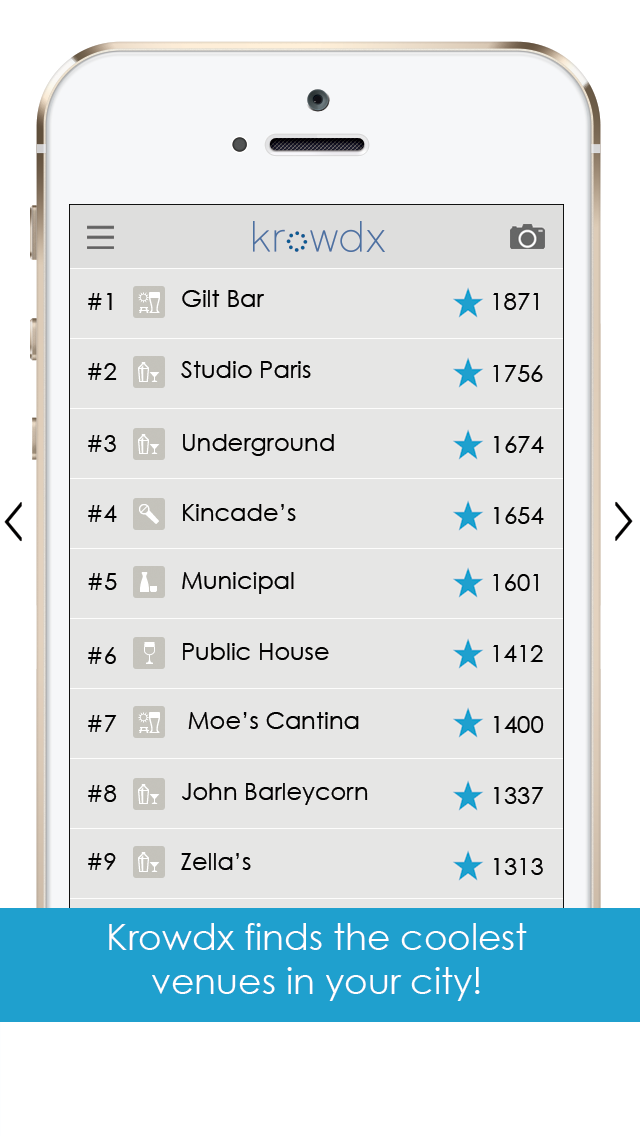 krowdx
#1 Gilt Bar 1871
#2 Studio Paris 1756
#3 Underground 1674
#4 Kincade's 1654
#5 Municipal 1601
#6 Public House 1412
#7 Moe's Cantina 1400
#8 John Barleycorn 1337
#9 Zella's 1313
Krowdx finds the coolest
venues in your city!